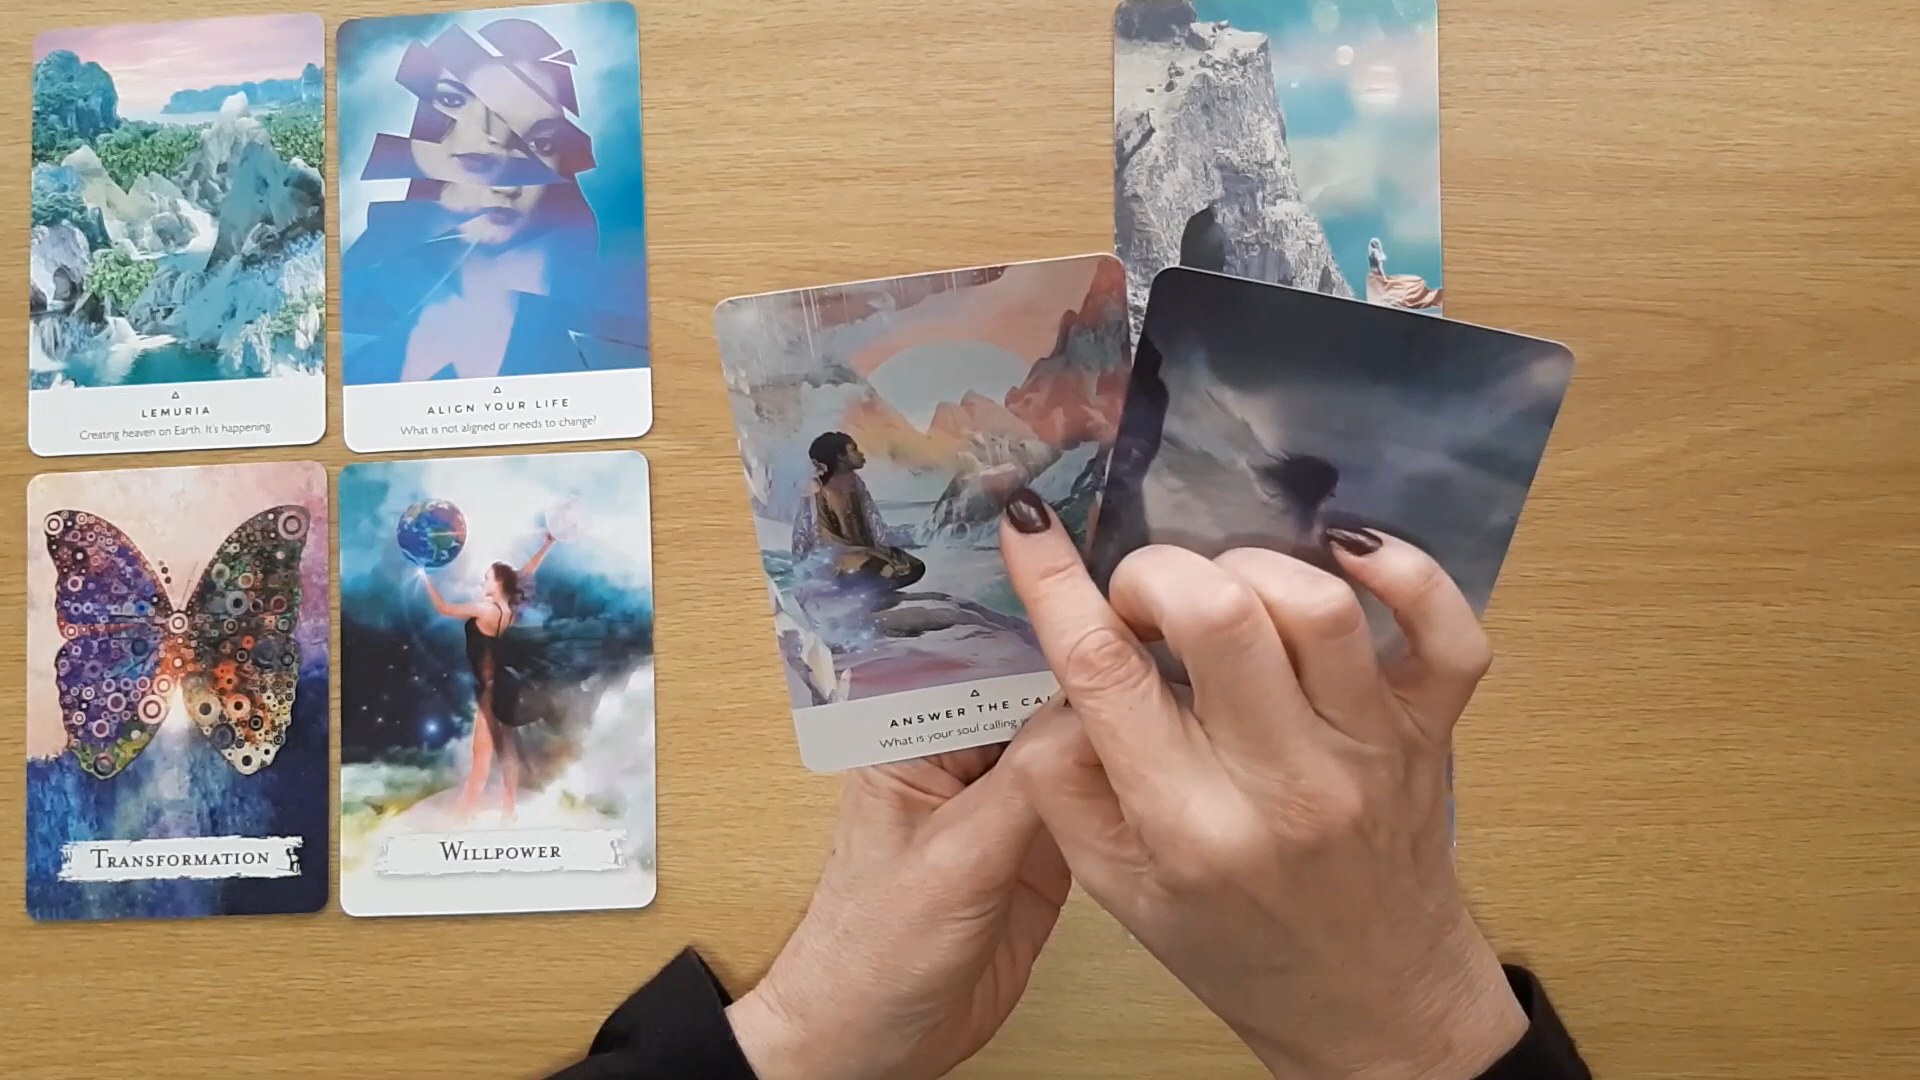 LEMURIA
Creating heaven on Earth. It's happening.
ALIGN YOUR LIFE
What is not aligned or needs to change?
TRANSFORMATION
WILLPOWER
ANSWER THE
What is your soul calling